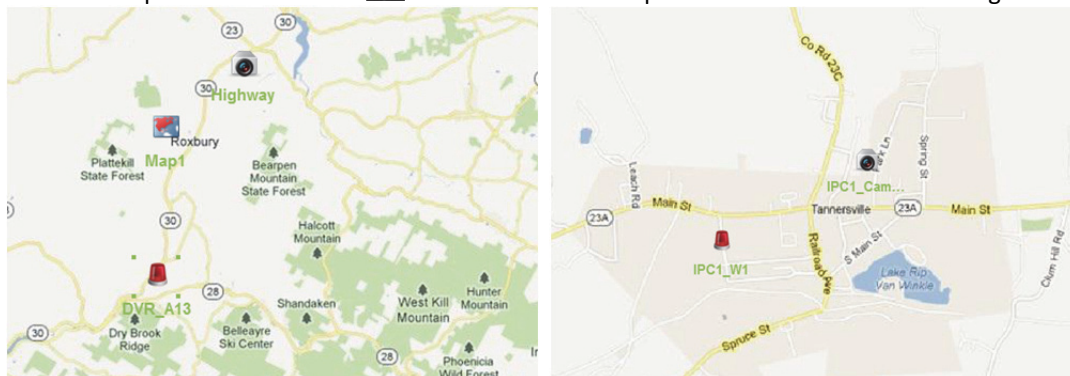 30
23
30
Highway
Roxbury
Map1
Plattekill
State Forest
Bearpen
Mountain
State Forest
30
Halcott
Mountain
DVR_A13
28
Shandaken
West Kill
Mountain
Hunter
Mountain
30
Dry Brook
Ridge
Belleayre
Ski Center
28
Phoenicia
Wild Forest
Co Rd 23C
Spring St
IPC1_Cam...
Leach Rd
23A
Main St
Tannersville
23A
Main St
IPC1_W1
Railroad Ave
S Main St
Lake Rip
Van Winkle
Clum Hill Rd
Spruce St